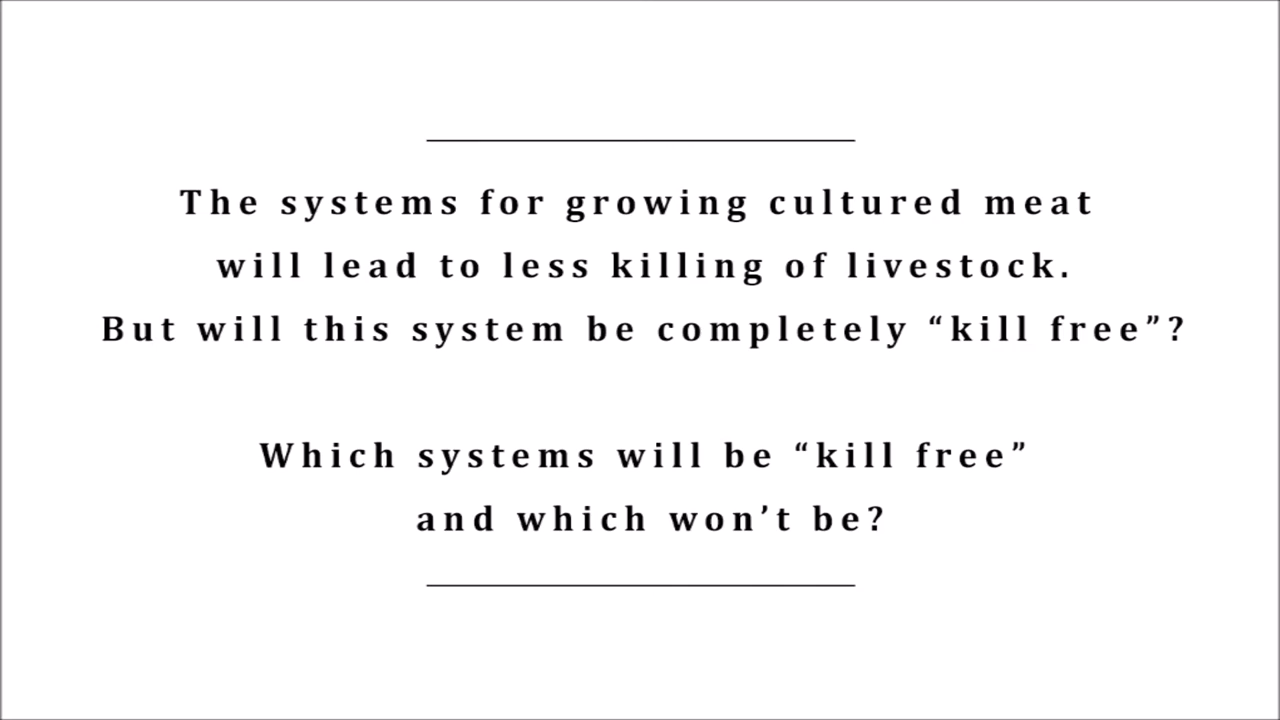 The systems for growing cultured meat
will lead to less killing of livestock.
But will this system be completely “kill free”?
Which systems will be “kill free”
and which won’t be?